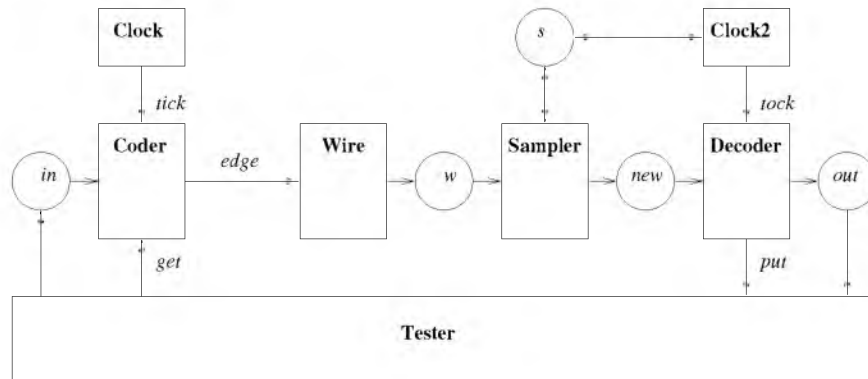 Clock
s
Clock2
tick
tock
Coder
Wire
Sampler
Decoder
in
edge
w
new
out
get
put
Tester